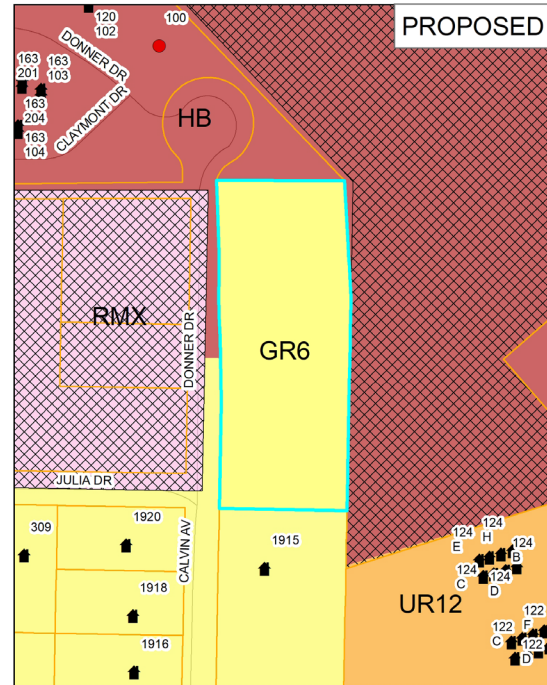 PROPOSED
120
102
100
DONNER DR
163
201
163
103
CLAYMONT DR
163
204
163
104
HB
RMX
DONNER DR
GR6
JULIA DR
309
1920
CALVIN AV
1918
1916
1915
124
E
124
H
124
B
124
C
124
D
UR12
122
F
122
C
122
D